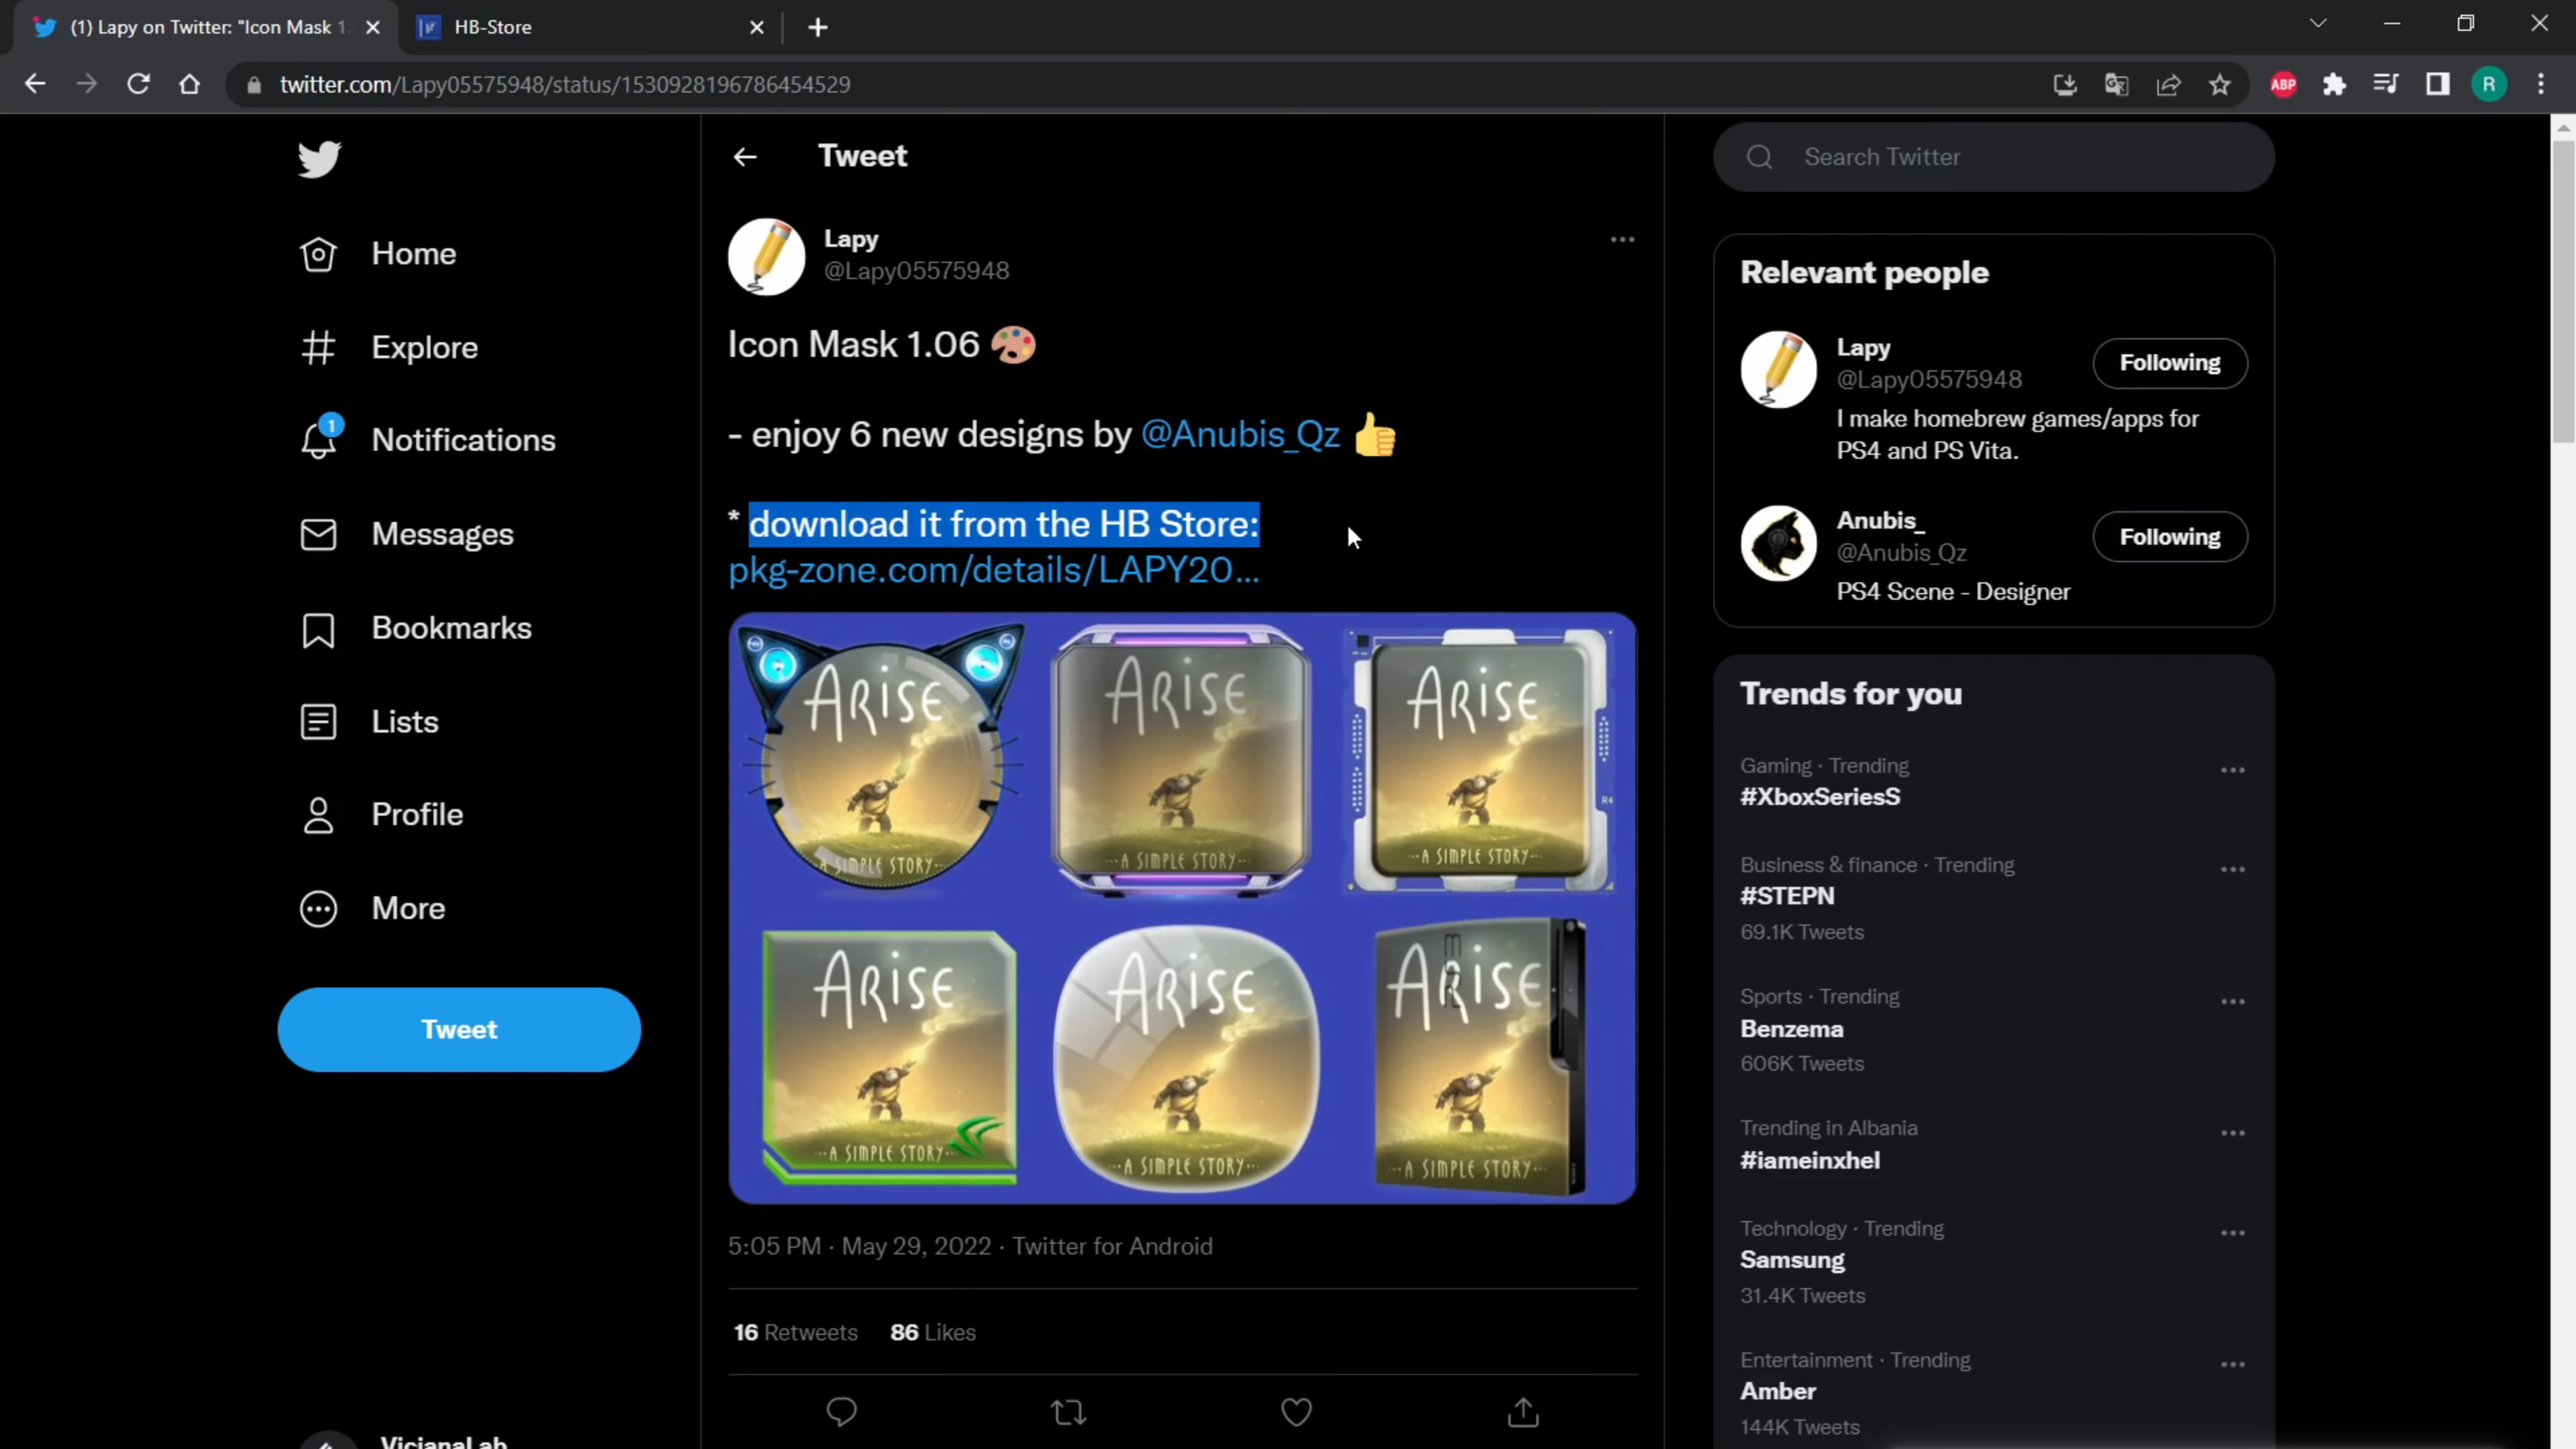 (1) Lapy on Twitter: "Icon Mask 1.
HB-Store
twitter.com/Lapy05575948/status/1530928196786454529
ABP
R
Home
Explore
1
Notifications
Messages
Bookmarks
Lists
Profile
More
Tweet
VicianaLab
Tweet
Lapy
@Lapy05575948
Icon Mask 1.06
- enjoy 6 new designs by @Anubis_Qz
* download it from the HB Store:
pkg-zone.com/details/LAPY20...
ARISE
A SIMPLE STORY
ARISE
A SIMPLE STORY
ARISE
A SIMPLE STORY
R4
ARISE
A SIMPLE STORY
ARISE
A SIMPLE STORY
ARISE
A SIMPLE STORY
5:05 PM · May 29, 2022 · Twitter for Android
16 Retweets 86 Likes
Search Twitter
Relevant people
Lapy
@Lapy05575948
Following
I make homebrew games/apps for
PS4 and PS Vita.
Anubis_
@Anubis_Qz
Following
PS4 Scene - Designer
Trends for you
Gaming · Trending
#XboxSeriesS
Business & finance · Trending
#STEPN
69.1K Tweets
Sports · Trending
Benzema
606K Tweets
Trending in Albania
#iameinxhel
Technology · Trending
Samsung
31.4K Tweets
Entertainment · Trending
Amber
144K Tweets